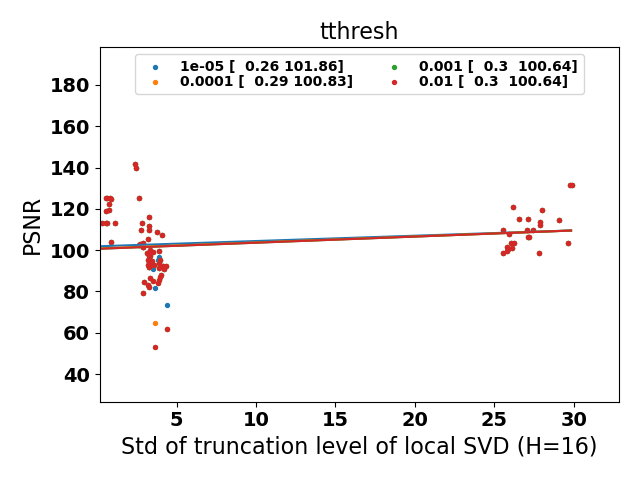 tthresh
1e-05 [  0.26 101.86]
0.0001 [  0.29 100.83]
0.001 [  0.3  100.64]
0.01 [  0.3  100.64]
180
160
140
120
100
80
60
40
PSNR
5 10 15 20 25 30
Std of truncation level of local SVD (H=16)